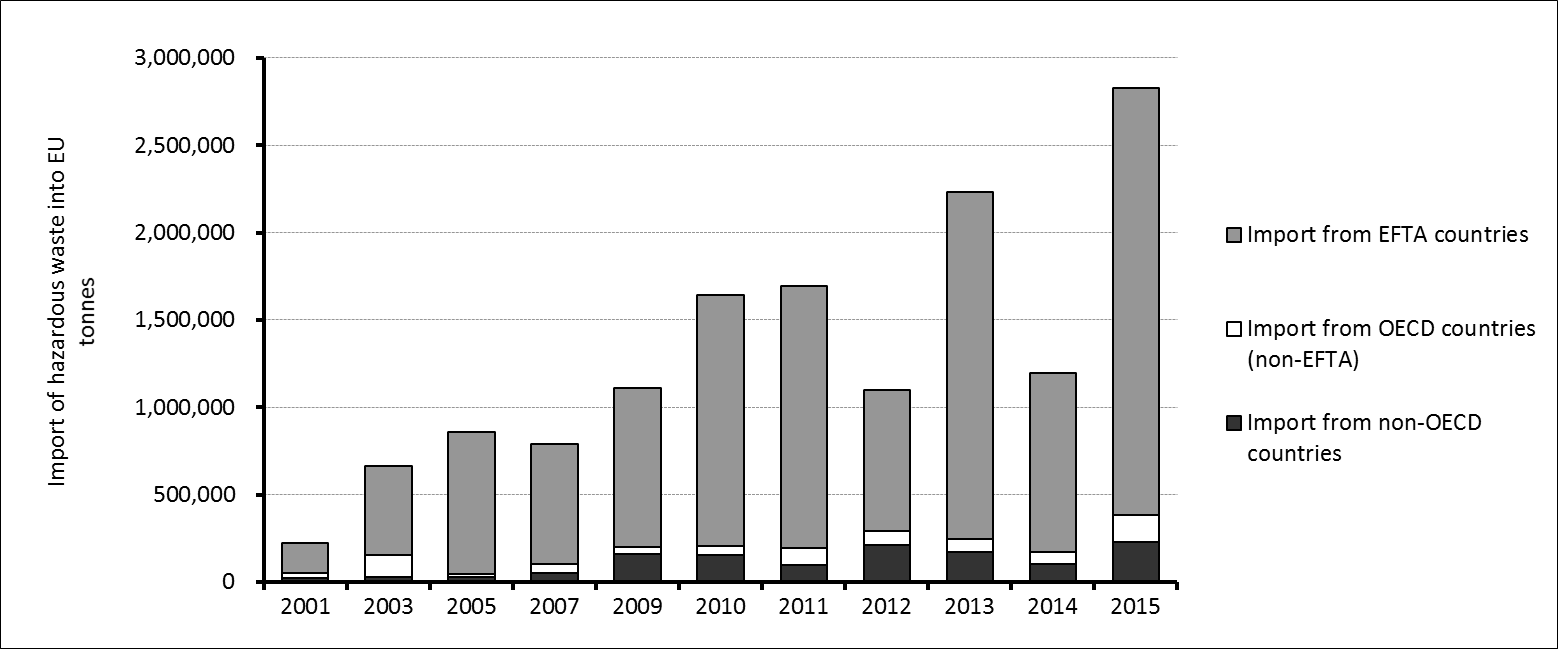 3,000,000
2,500,000
2,000,000
1,500,000
1,000,000
500,000
0
Import of hazardous waste into EU
tonnes
2001 2003 2005 2007 2009 2010 2011 2012 2013 2014 2015
Import from EFTA countries
Import from OECD countries
(non-EFTA)
Import from non-OECD
countries